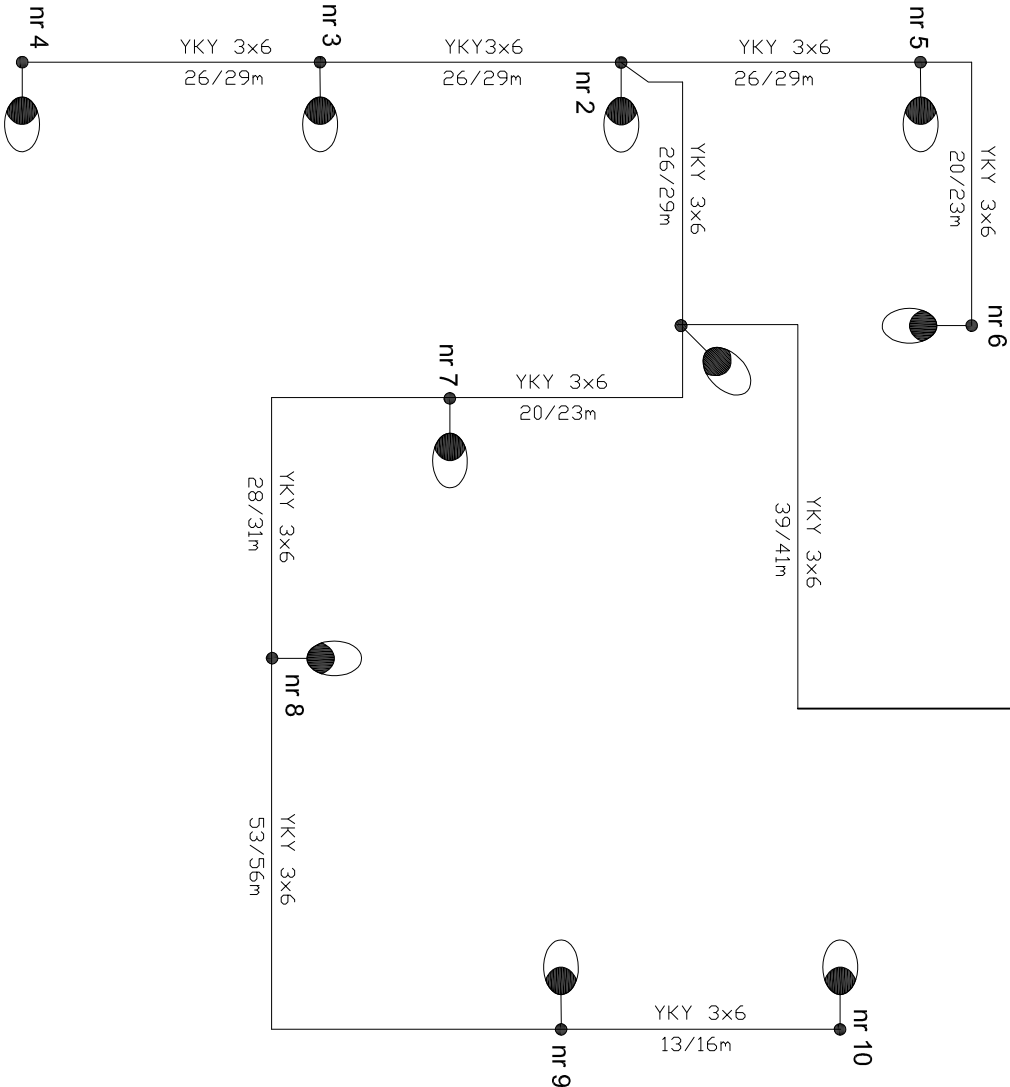 nr 4
YKY 3x6
26/29m
nr 3
YKY3x6
26/29m
nr 2
YKY 3x6
26/29m
nr 5
YKY 3x6
20/23m
nr 6
YKY 3x6
26/29m
nr 7
YKY 3x6
20/23m
YKY 3x6
39/41m
YKY 3x6
28/31m
nr 8
YKY 3x6
53/56m
nr 9
YKY 3x6
13/16m
nr 10